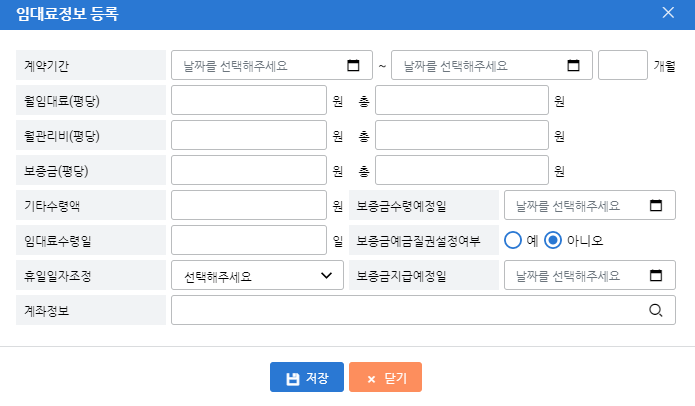 임대료정보 등록
계약기간 날짜를 선택해주세요 ~ 날짜를 선택해주세요 개월
월임대료(평당) 원 총 원
월관리비(평당) 원 총 원
보증금(평당) 원 총 원
기타수령액 원 보증금수령예정일 날짜를 선택해주세요
임대료수령일 일 보증금예금질권설정여부 예 아니오
휴일일자조정 선택해주세요 보증금지급예정일 날짜를 선택해주세요
계좌정보
저장 닫기